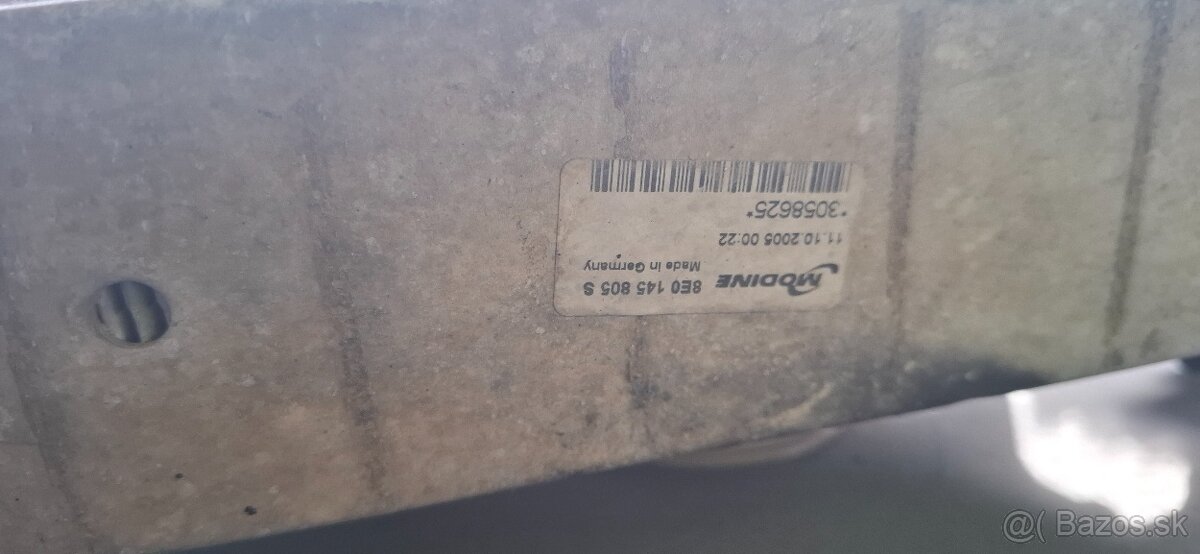 MODINE 8E0 145 805 S
Made in Germany
11.10.2005 00:22
*3058625*
@( Bazos.sk